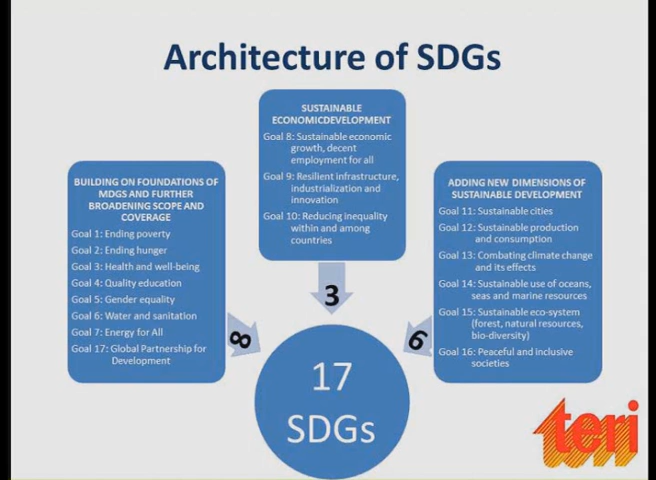 Architecture of SDGs
SUSTAINABLE
ECONOMICDEVELOPMENT
Goal 8: Sustainable economic
growth, decent
employment for all
Goal 9: Resilient infrastructure,
industrialization and
innovation
Goal 10: Reducing inequality
within and among
countries
BUILDING ON FOUNDATIONS OF
MDGS AND FURTHER
BROADENING SCOPE AND
COVERAGE
Goal 1: Ending poverty
Goal 2: Ending hunger
Goal 3: Health and well-being
Goal 4: Quality education
Goal 5: Gender equality
Goal 6: Water and sanitation
Goal 7: Energy for All
Goal 17: Global Partnership for
Development
ADDING NEW DIMENSIONS OF
SUSTAINABLE DEVELOPMENT
Goal 11: Sustainable cities
Goal 12: Sustainable production
and consumption
Goal 13: Combating climate change
and its effects
Goal 14: Sustainable use of oceans,
seas and marine resources
Goal 15: Sustainable eco-system
(forest, natural resources,
bio-diversity)
Goal 16: Peaceful and inclusive
societies
8
3
6
17
SDGs
teri